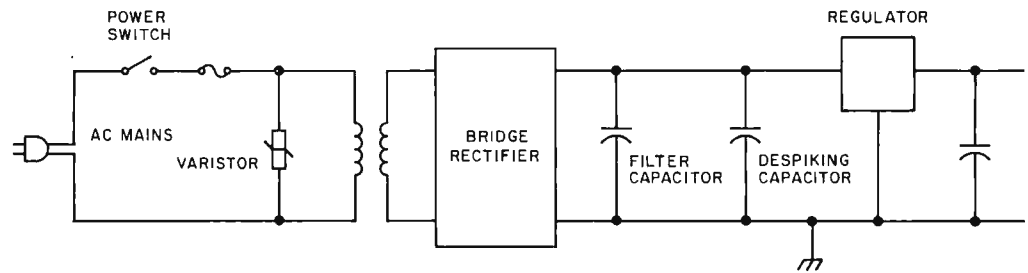 POWER
SWITCH
AC MAINS
VARISTOR
BRIDGE
RECTIFIER
FILTER
CAPACITOR
DESPIKING
CAPACITOR
REGULATOR